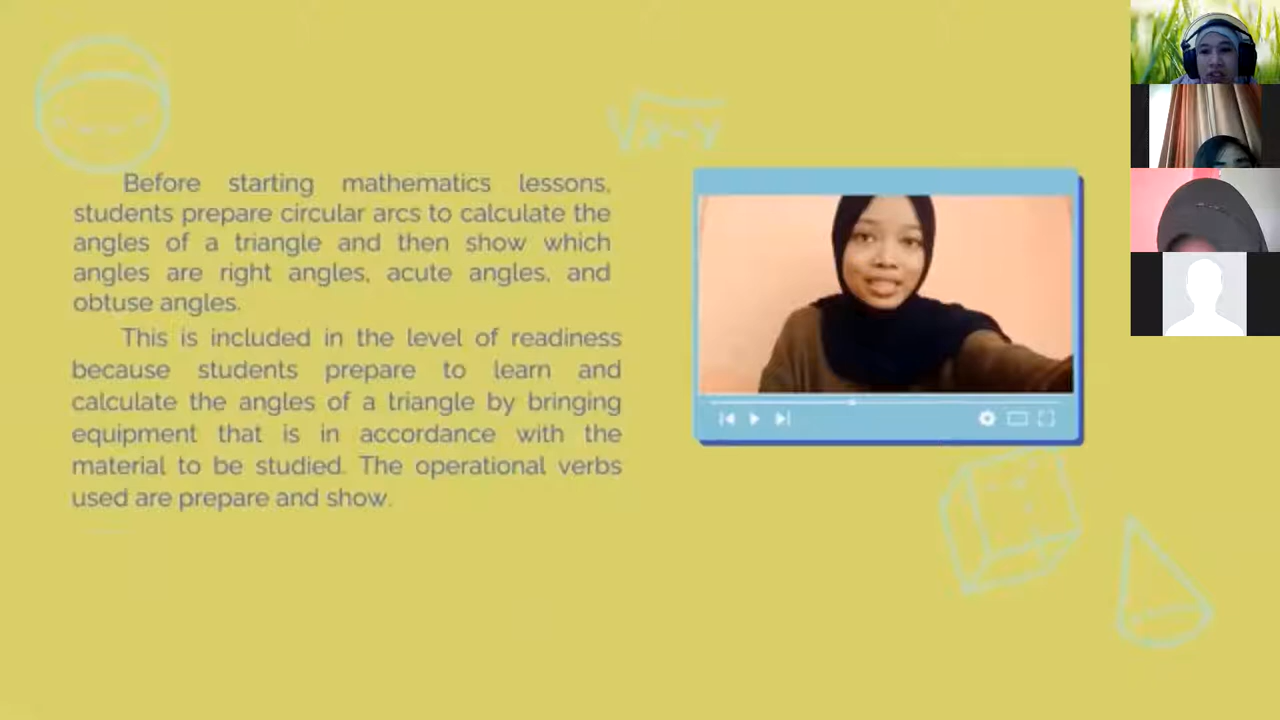 √x-y
Before starting mathematics lessons,
students prepare circular arcs to calculate the
angles of a triangle and then show which
angles are right angles, acute angles, and
obtuse angles.
This is included in the level of readiness
because students prepare to learn and
calculate the angles of a triangle by bringing
equipment that is in accordance with the
material to be studied. The operational verbs
used are prepare and show.